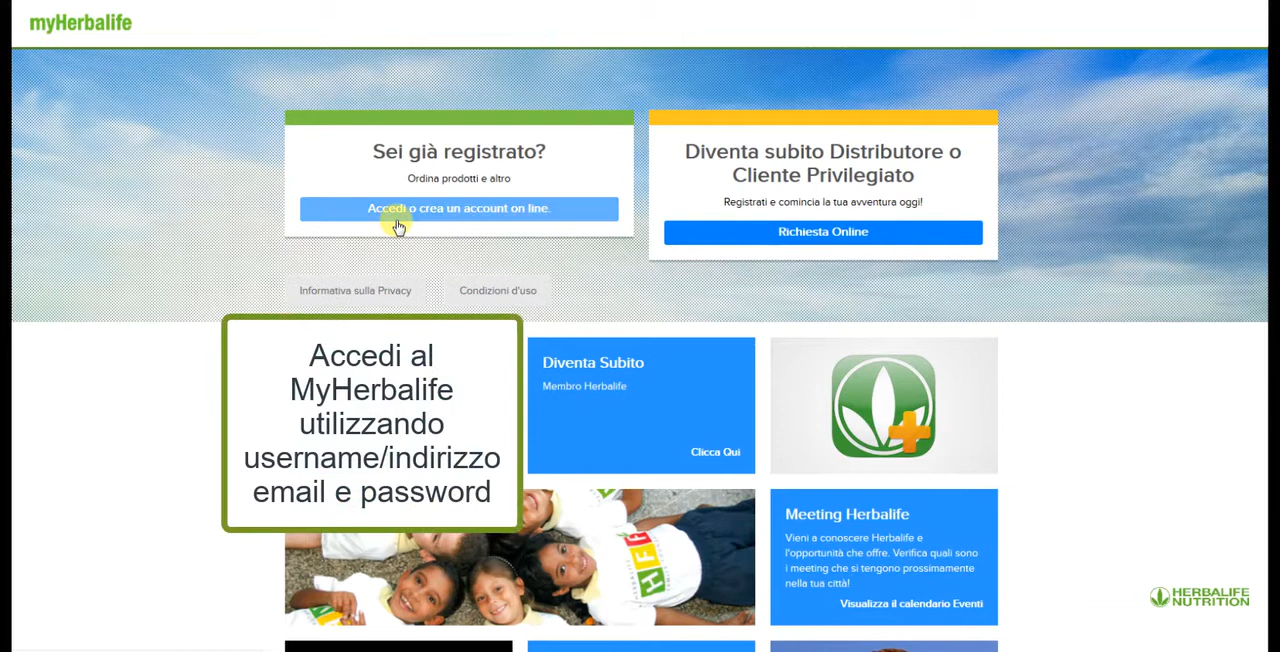 myHerbalife
Sei già registrato?
Ordina prodotti e altro
Accedi o crea un account on line.
Diventa subito Distributore o
Cliente Privilegiato
Registrati e comincia la tua avventura oggi!
Richiesta Online
Informativa sulla Privacy
Condizioni d'uso
Accedi al
MyHerbalife
utilizzando
username/indirizzo
email e password
Diventa Subito
Membro Herbalife
Clicca Qui
HFF
Meeting Herbalife
Vieni a conoscere Herbalife e
l'opportunità che offre. Verifica quali sono
i meeting che si tengono prossimamente
nella tua città!
Visualizza il calendario Eventi
HERBALIFE
NUTRITION